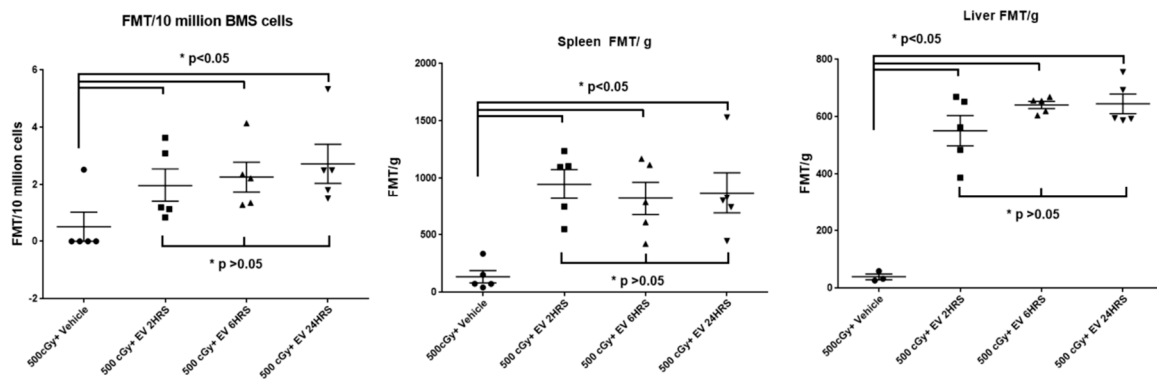 FMT/10 million BMS cells
* p<0.05
FMT/10 million cells
6
4
2
0
-2
* p >0.05
500cGy+ Vehicle
500 cGy+ EV 2HRS
500 cGy+ EV 6HRS
500 cGy+ EV 24HRS
Spleen FMT/ g
* p<0.05
FMT/g
2000
1500
1000
500
0
* p >0.05
500cGy+ Vehicle
500 cGy+ EV 2HRS
500 cGy+ EV 6HRS
500 cGy+ EV 24HRS
Liver FMT/g
* p<0.05
FMT/g
800
600
400
200
0
* p >0.05
500cGy+ Vehicle
500 cGy+ EV 2HRS
500 cGy+ EV 6HRS
500 cGy+ EV 24HRS